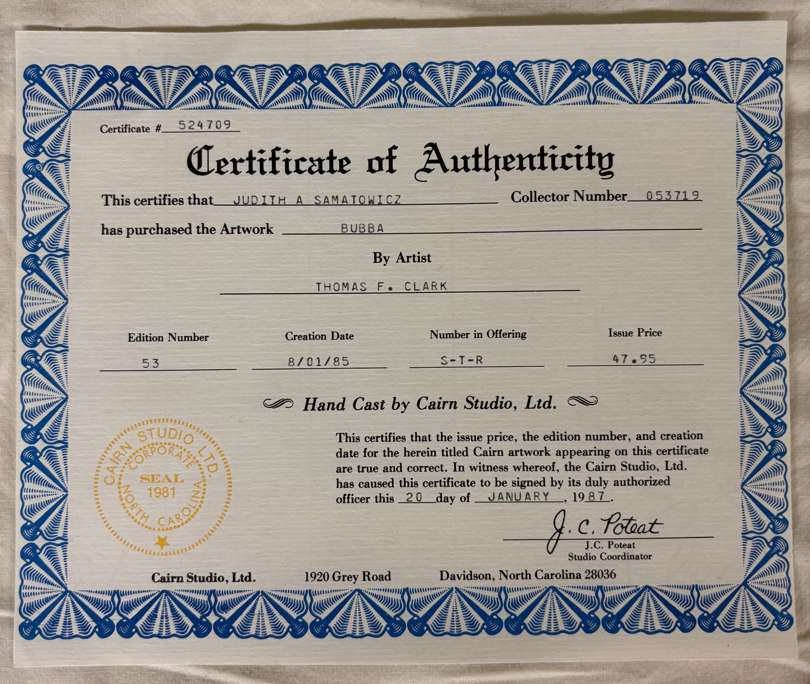 Certificate # 524709
Certificate of Authenticity
This certifies that JUDITH A SAMATOWICZ Collector Number 053719
has purchased the Artwork BUBBA
By Artist
THOMAS F. CLARK
Edition Number Creation Date Number in Offering Issue Price
53 8/01/85 S-T-R 47.95
Hand Cast by Cairn Studio, Ltd.
This certifies that the issue price, the edition number, and creation
date for the herein titled Cairn artwork appearing on this certificate
are true and correct. In witness whereof, the Cairn Studio, Ltd.
has caused this certificate to be signed by its duly authorized
officer this 20 day of JANUARY, 1987.
CAIRN STUDIO LTD.
CORPORATE
SEAL
1981
NORTH CAROLINA
J. C. Poteat
J.C. Poteat
Studio Coordinator
Cairn Studio, Ltd. 1920 Grey Road Davidson, North Carolina 28036